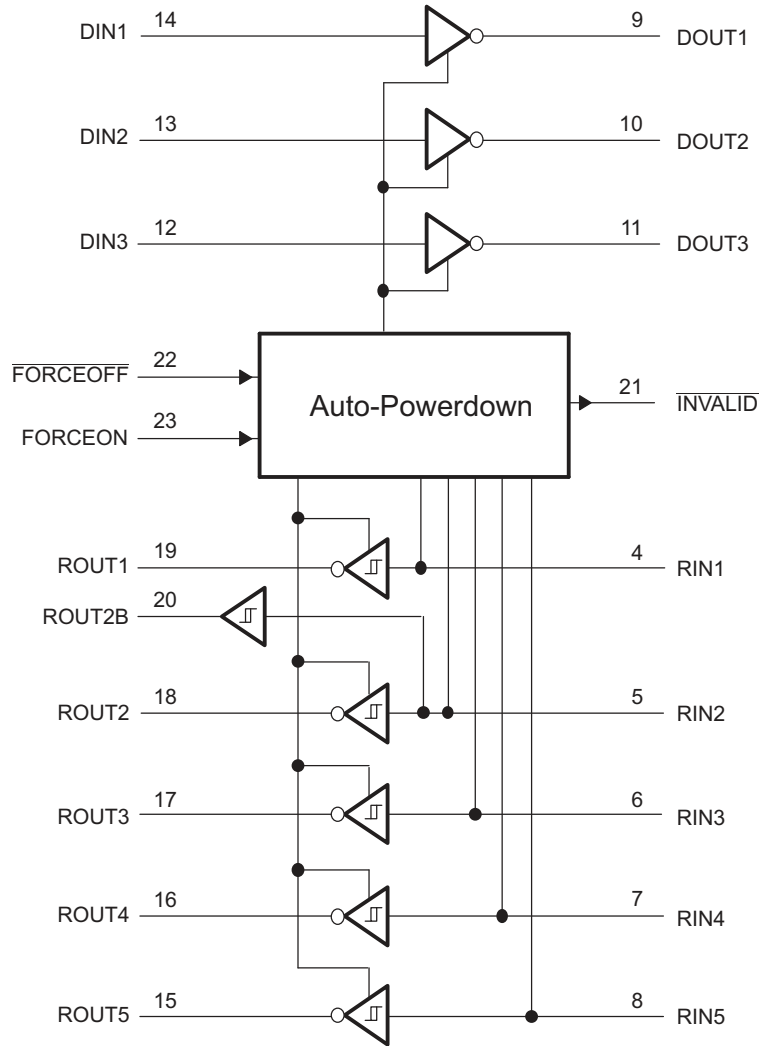 DIN1 14 9 DOUT1
DIN2 13 10 DOUT2
DIN3 12 11 DOUT3
FORCEOFF 22
Auto-Powerdown
21 INVALID
FORCEON 23
ROUT1 19 4 RIN1
ROUT2B 20
ROUT2 18 5 RIN2
ROUT3 17 6 RIN3
ROUT4 16 7 RIN4
ROUT5 15 8 RIN5